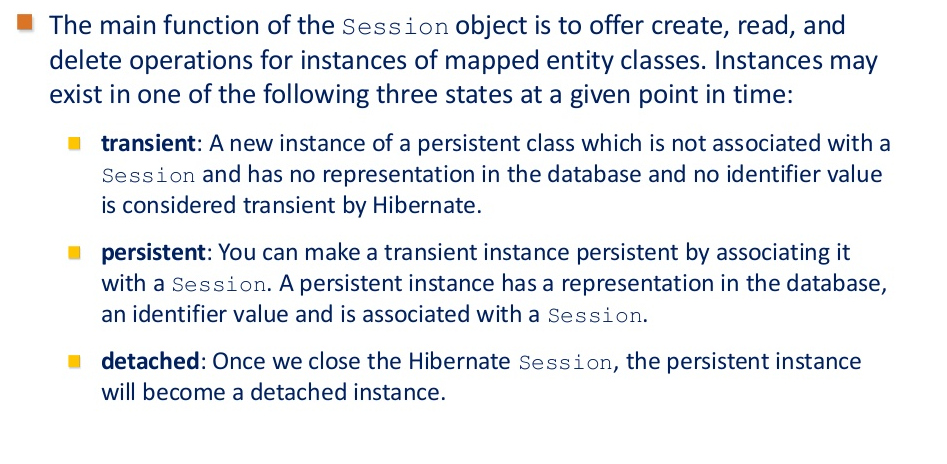 The main function of the Session object is to offer create, read, and
delete operations for instances of mapped entity classes. Instances may
exist in one of the following three states at a given point in time:
transient: A new instance of a persistent class which is not associated with a
Session and has no representation in the database and no identifier value
is considered transient by Hibernate.
persistent: You can make a transient instance persistent by associating it
with a Session. A persistent instance has a representation in the database,
an identifier value and is associated with a Session.
detached: Once we close the Hibernate Session, the persistent instance
will become a detached instance.